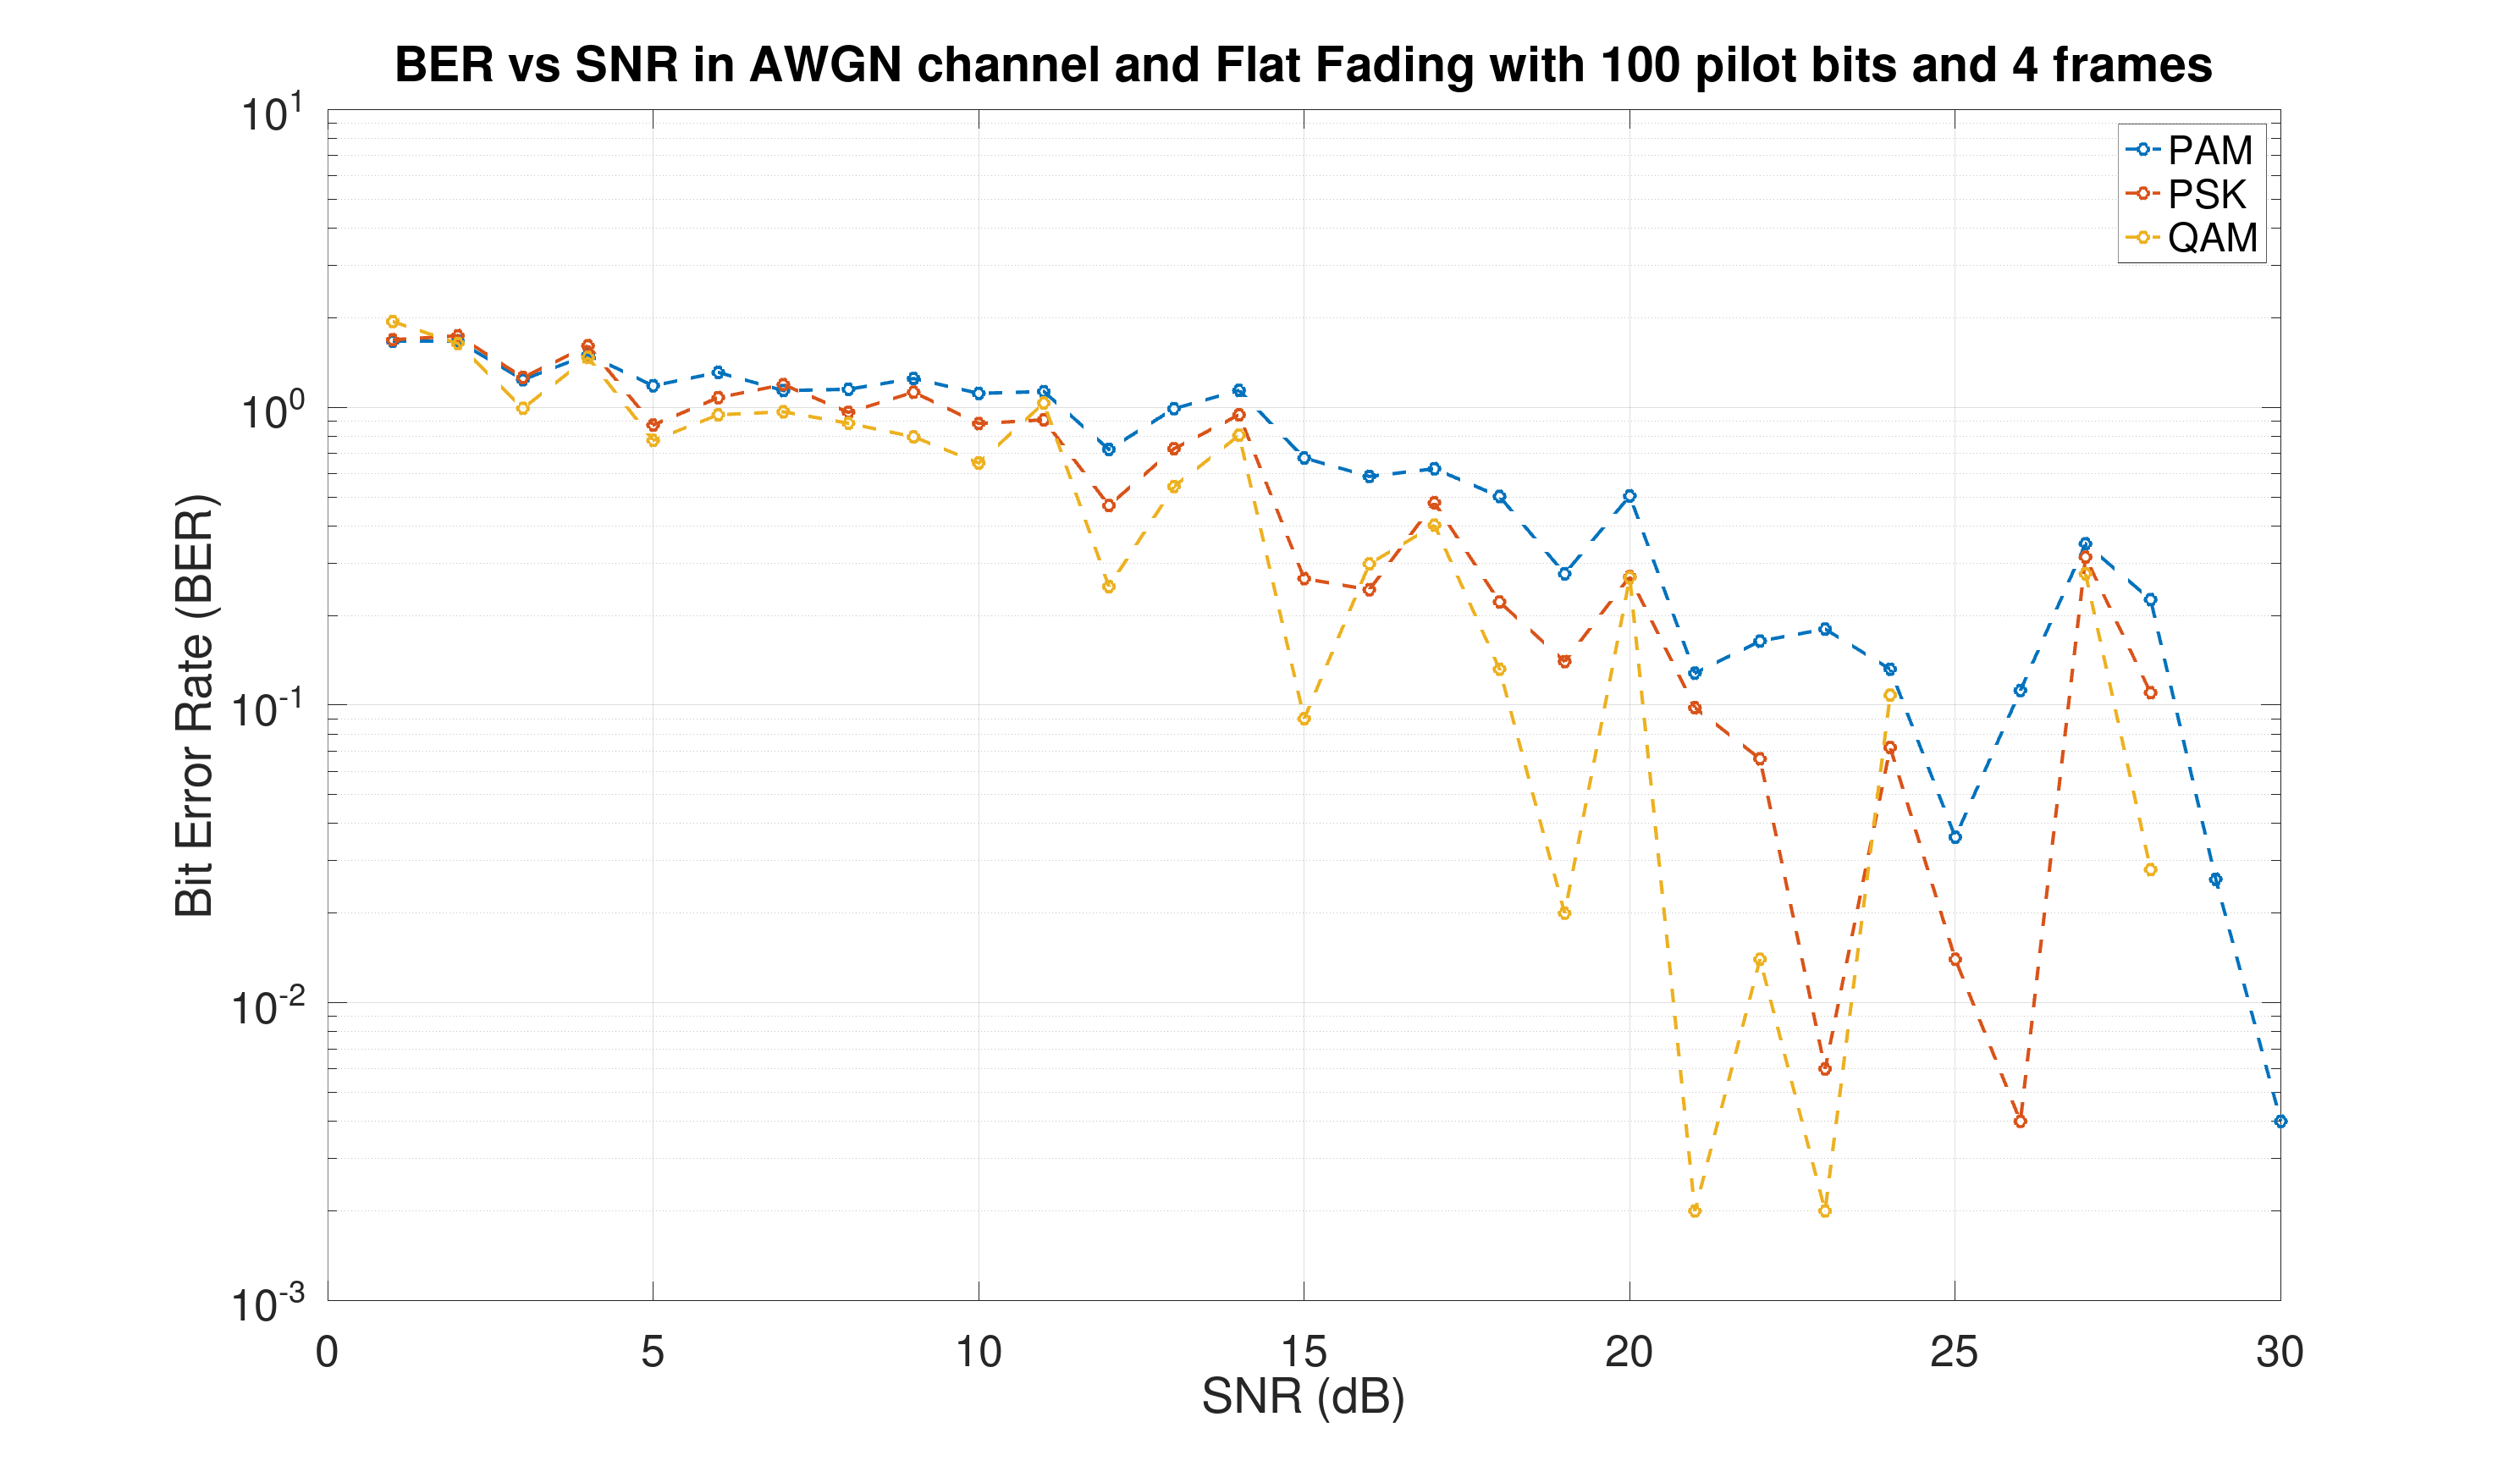 BER vs SNR in AWGN channel and Flat Fading with 100 pilot bits and 4 frames
PAM
PSK
QAM
Bit Error Rate (BER)
10^1
10^0
10^-1
10^-2
10^-3
0 5 10 15 20 25 30
SNR (dB)